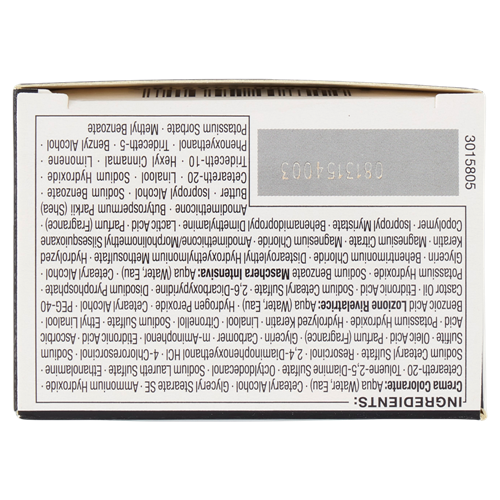 INGREDIENTS:
Crema Colorante: Aqua (Water, Eau) · Cetearyl Alcohol · Glyceryl Stearate SE · Ammonium Hydroxide ·
Ceteareth-20 · Toluene-2,5-Diamine Sulfate · Octyldodecanol · Sodium Laureth Sulfate · Ethanolamine ·
Sodium Cetearyl Sulfate · Resorcinol · 2,4-Diaminophenoxyethanol HCl · 4-Chlororesorcinol · Sodium
Sulfite · Oleic Acid · Parfum (Fragrance) · Glycerin · Carbomer · m-Aminophenol · Etidronic Acid · Ascorbic
Acid · Potassium Hydroxide · Hydrolyzed Keratin · Linalool · Citronellol · Sodium Sulfate · Ethyl Linalool ·
Benzoic Acid Lozione Rivelatrice: Aqua (Water, Eau) · Hydrogen Peroxide · Cetearyl Alcohol · PEG-40
Castor Oil · Etidronic Acid · Sodium Cetearyl Sulfate · 2,6-Dicarboxypyridine · Disodium Pyrophosphate ·
Potassium Hydroxide · Sodium Benzoate Maschera Intensiva: Aqua (Water, Eau) · Cetearyl Alcohol ·
Glycerin · Behentrimonium Chloride · Distearoylethyl Hydroxyethylmonium Methosulfate · Hydrolyzed
Keratin · Magnesium Citrate · Magnesium Chloride · Amodimethicone/Morpholinomethyl Silsesquioxane
Copolymer · Isopropyl Myristate · Behenamidopropyl Dimethylamine · Lactic Acid · Parfum (Fragrance) ·
Amodimethicone · Butyrospermum Parkii (Shea)
Butter · Isopropyl Alcohol · Sodium Benzoate ·
Ceteareth-20 · Sodium Hydroxide ·
Trideceth-10 · Hexyl Cinnamal · Limonene ·
Phenoxyethanol · Trideceth-5 · Benzyl Alcohol ·
Potassium Sorbate · Methyl Benzoate
0813154003
3015805